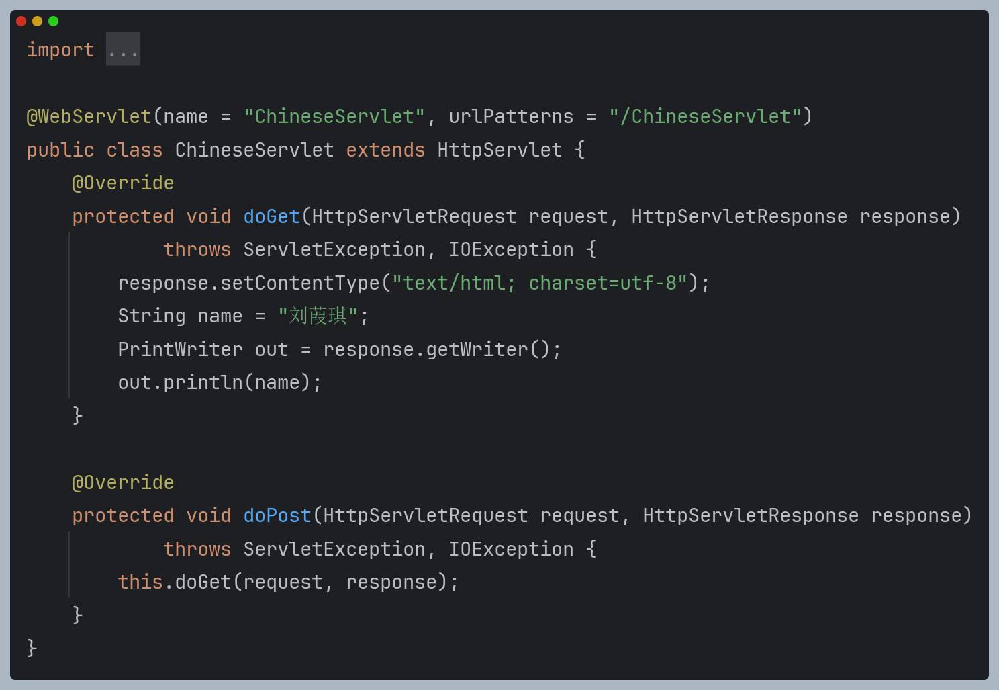 import ...
@WebServlet(name = "ChineseServlet", urlPatterns = "/ChineseServlet")
public class ChineseServlet extends HttpServlet {
    @Override
    protected void doGet(HttpServletRequest request, HttpServletResponse response)
            throws ServletException, IOException {
        response.setContentType("text/html; charset=utf-8");
        String name = "刘葭琪";
        PrintWriter out = response.getWriter();
        out.println(name);
    }
    @Override
    protected void doPost(HttpServletRequest request, HttpServletResponse response)
            throws ServletException, IOException {
        this.doGet(request, response);
    }
}